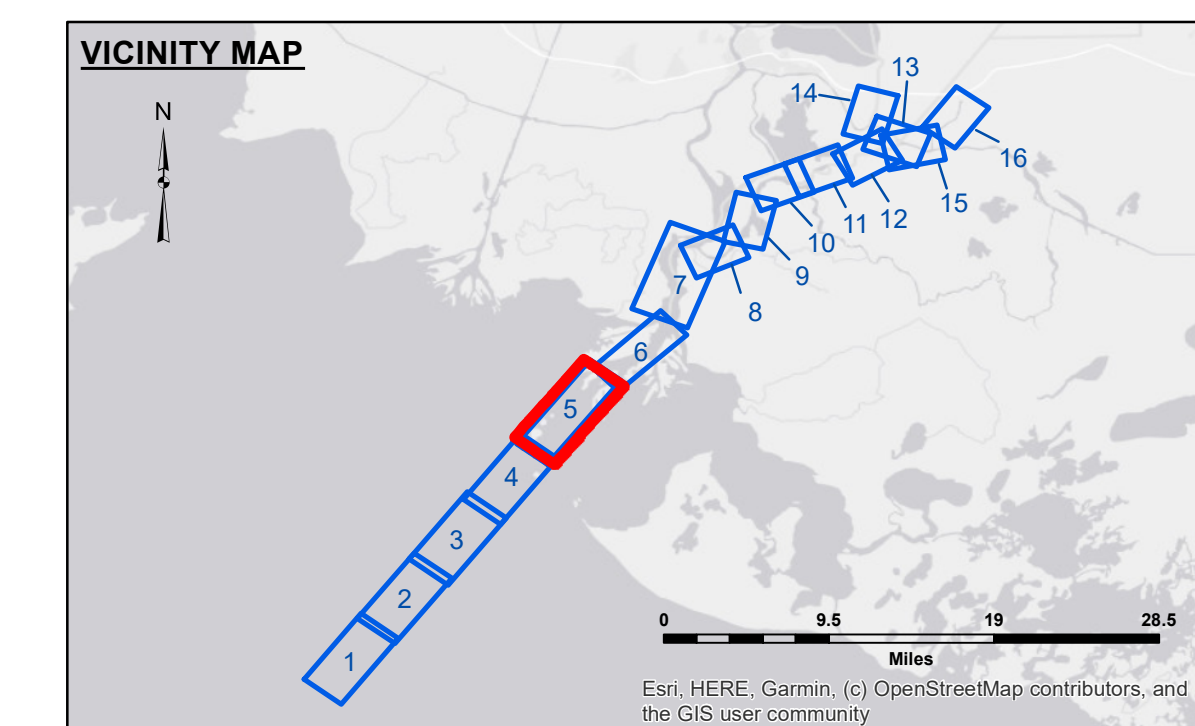 VICINITY MAP
N
13
14
16
15
12
11
10
9
8
7
6
5
4
3
2
1
0 9.5 19 28.5
Miles
Esri, HERE, Garmin, (c) OpenStreetMap contributors, and
the GIS user community